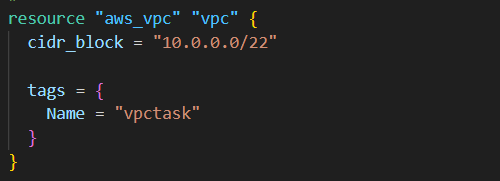 resource "aws_vpc" "vpc" {
  cidr_block = "10.0.0.0/22"

  tags = {
    Name = "vpctask"
  }
}